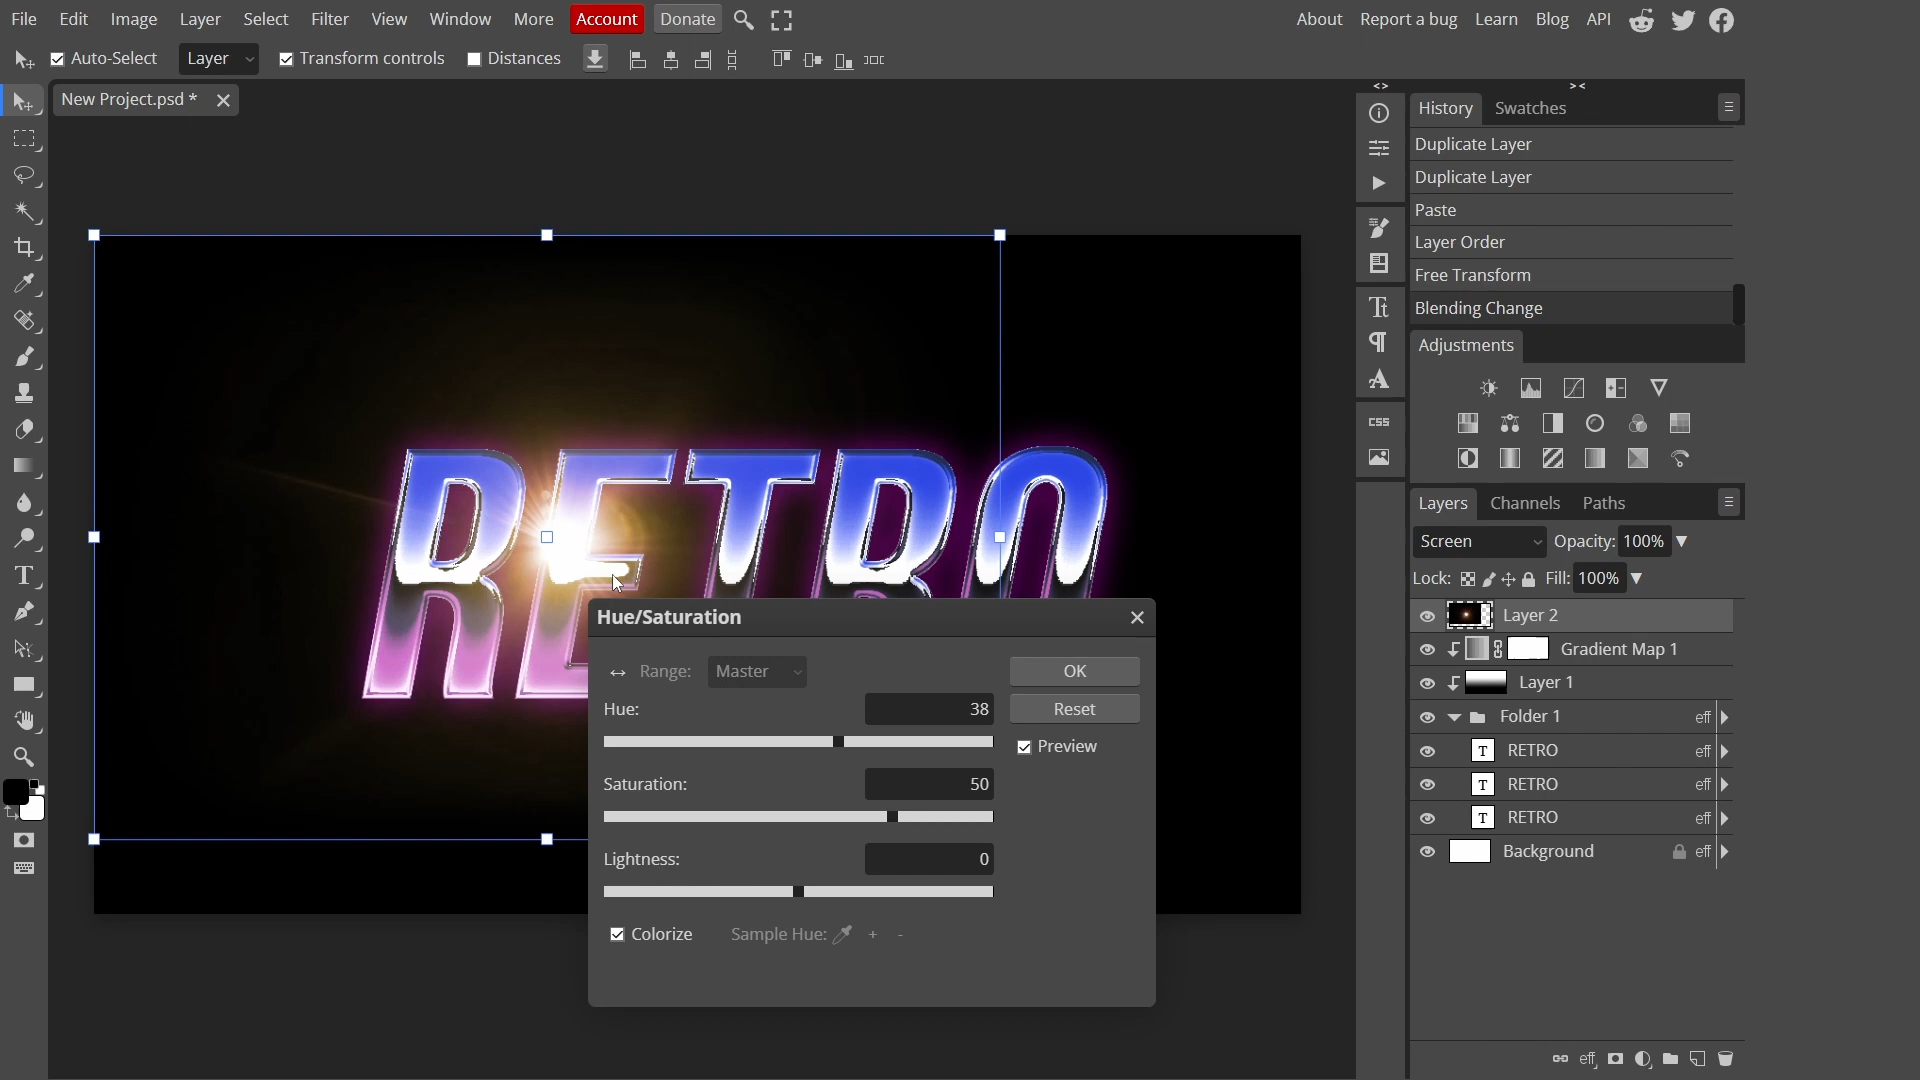 File Edit Image Layer Select Filter View Window More Account Donate
About Report a bug Learn Blog API
Auto-Select Layer Transform controls Distances
New Project.psd *
History Swatches
Duplicate Layer
Duplicate Layer
Paste
Layer Order
Free Transform
Blending Change
Adjustments
CSS
RETRO
Hue/Saturation
Range: Master
OK
Hue: 38
Reset
Preview
Saturation: 50
Lightness: 0
Colorize Sample Hue: + -
Layers Channels Paths
Screen Opacity: 100%
Lock: Fill: 100%
Layer 2
Gradient Map 1
Layer 1
Folder 1 eff
T RETRO eff
T RETRO eff
T RETRO eff
Background eff
eff